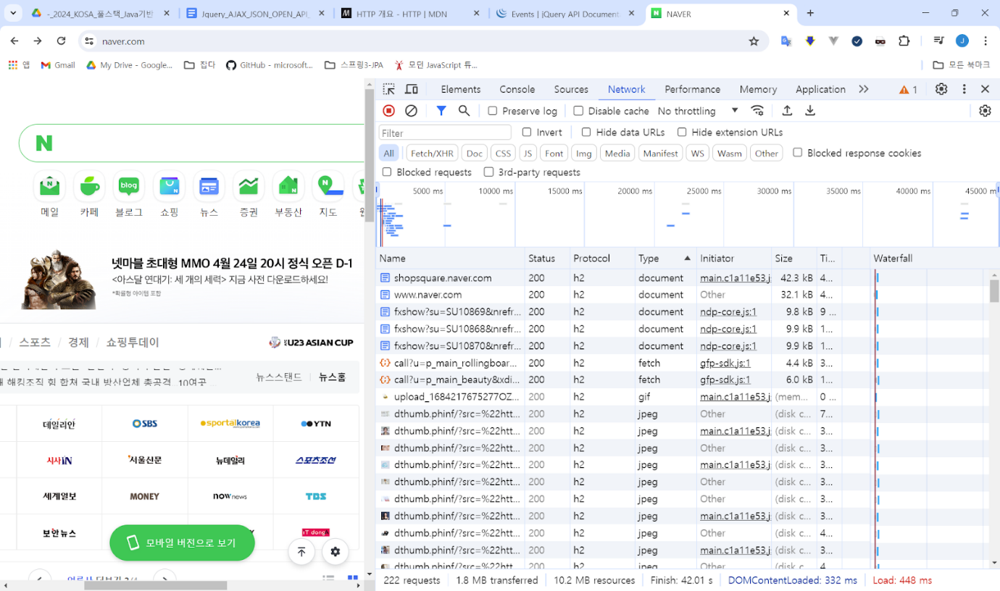 -_2024_KOSA_풀스택_Java기반
Jquery_AJAX_JSON_OPEN_API_
HTTP 개요 - HTTP | MDN
Events | jQuery API Documenta
NAVER
naver.com
앱
Gmail
My Drive - Google...
잡다
GitHub - microsoft...
스프링3-JPA
모던 JavaScript 튜...
모든 북마크
N
메일
카페
blog
블로그
쇼핑
뉴스
증권
부동산
지도
넷마블 초대형 MMO 4월 24일 20시 정식 오픈 D-1
<아스달 연대기: 세 개의 세력> 지금 사전 다운로드하세요!
*확률형 아이템 포함
스포츠 / 경제 / 쇼핑투데이
U23 ASIAN CUP
해킹조직 힘 합쳐 국내 방산업체 총공격…10여곳
뉴스스탠드
뉴스홈
데일리안 SBS sportalkorea YTN
시사IN 서울신문 뉴데일리 스포츠조선
세계일보 MONEY nownews TBS
보안뉴스
IT dongA
모바일 버전으로 보기
Elements Console Sources Network Performance Memory Application 1
Preserve log Disable cache No throttling
Filter Invert Hide data URLs Hide extension URLs
All Fetch/XHR Doc CSS JS Font Img Media Manifest WS Wasm Other Blocked response cookies
Blocked requests 3rd-party requests
5000 ms 10000 ms 15000 ms 20000 ms 25000 ms 30000 ms 35000 ms 40000 ms 45000 m
Name Status Protocol Type Initiator Size Ti... Waterfall
shopsquare.naver.com 200 h2 document main.c1a11e53.j 42.3 kB 4...
www.naver.com 200 h2 document Other 32.1 kB 4...
fxshow?su=SU10869&nrefr... 200 h2 document ndp-core.js:1 9.8 kB 9 ...
fxshow?su=SU10868&nrefr... 200 h2 document ndp-core.js:1 9.9 kB 1...
fxshow?su=SU10870&nrefr... 200 h2 document ndp-core.js:1 9.9 kB 1...
call?u=p_main_rollingboar... 200 h2 fetch gfp-sdk.js:1 4.4 kB 3...
call?u=p_main_beauty&xdi... 200 h2 fetch gfp-sdk.js:1 6.0 kB 1...
upload_1684217675277OZ... 200 h2 gif main.c1a11e53.j (mem... 0 ...
dthumb.phinf/?src=%22htt... 200 h2 jpeg Other (disk c... 7...
dthumb.phinf/?src=%22htt... 200 h2 jpeg main.c1a11e53.j (disk c... 3...
dthumb.phinf/?src=%22htt... 200 h2 jpeg Other (disk c... 3...
dthumb.phinf/?src=%22htt... 200 h2 jpeg main.c1a11e53.j (disk c... 3...
dthumb.phinf/?src=%22htt... 200 h2 jpeg Other (disk c... 3...
dthumb.phinf/?src=%22htt... 200 h2 jpeg Other (disk c... 3...
dthumb.phinf/?src=%22htt... 200 h2 jpeg main.c1a11e53.j (disk c... 3...
dthumb.phinf/?src=%22htt... 200 h2 jpeg Other (disk c... 4...
dthumb.phinf/?src=%22htt... 200 h2 jpeg main.c1a11e53.j (disk c... 3...
dthumb.phinf/?src=%22htt... 200 h2 jpeg Other (disk c... 3...
222 requests 1.8 MB transferred 10.2 MB resources Finish: 42.01 s DOMContentLoaded: 332 ms Load: 448 ms